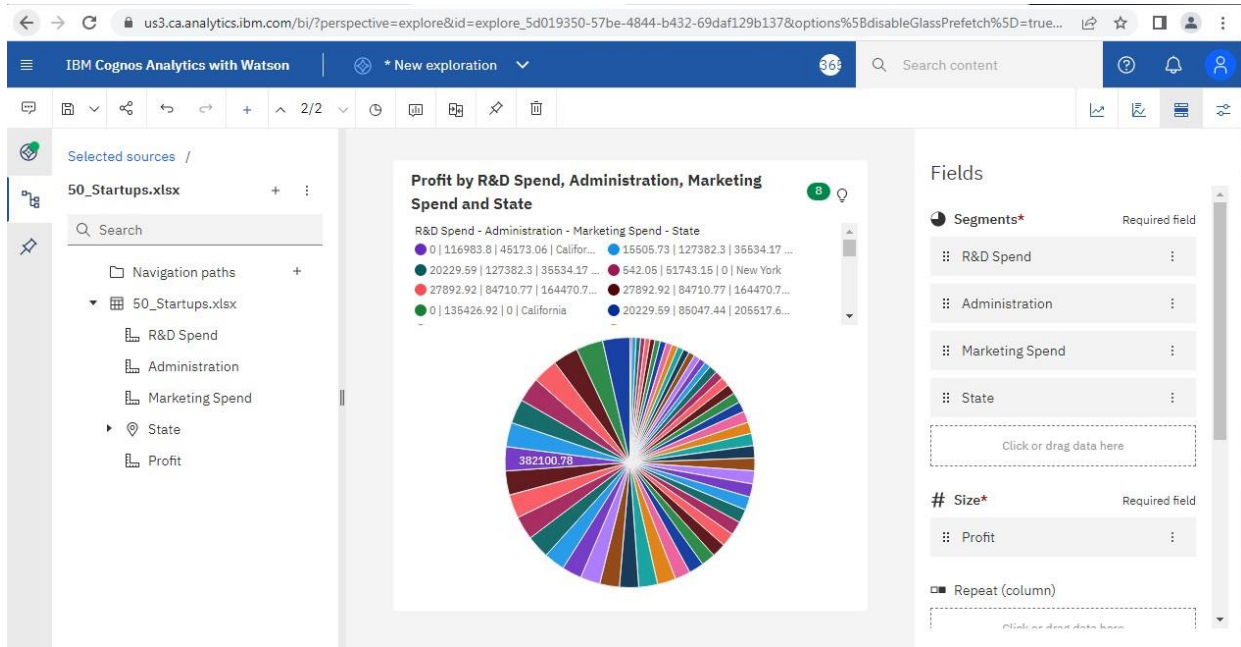 us3.ca.analytics.ibm.com/bi/?perspective=explore&id=explore_5d019350-57be-4844-b432-69daf129b137&options%5BdisableGlassPrefetch%5D=true...
IBM Cognos Analytics with Watson
* New exploration
Search content
2/2
Selected sources /
50_Startups.xlsx
Search
Navigation paths
50_Startups.xlsx
R&D Spend
Administration
Marketing Spend
State
Profit
Profit by R&D Spend, Administration, Marketing
Spend and State
8
R&D Spend - Administration - Marketing Spend - State
0 | 116983.8 | 45173.06 | Califor...
15505.73 | 127382.3 | 35534.17 ...
20229.59 | 127382.3 | 35534.17 ...
542.05 | 51743.15 | 0 | New York
27892.92 | 84710.77 | 164470.7...
27892.92 | 84710.77 | 164470.7...
0 | 135426.92 | 0 | California
20229.59 | 85047.44 | 205517.6...
382100.78
Fields
Segments* Required field
R&D Spend
Administration
Marketing Spend
State
Click or drag data here
# Size* Required field
Profit
Repeat (column)
Click or drag data here